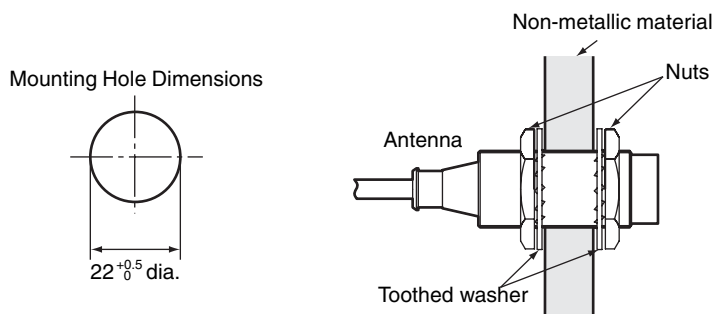 Non-metallic material
Mounting Hole Dimensions
Nuts
Antenna
22 +0.5 0 dia.
Toothed washer